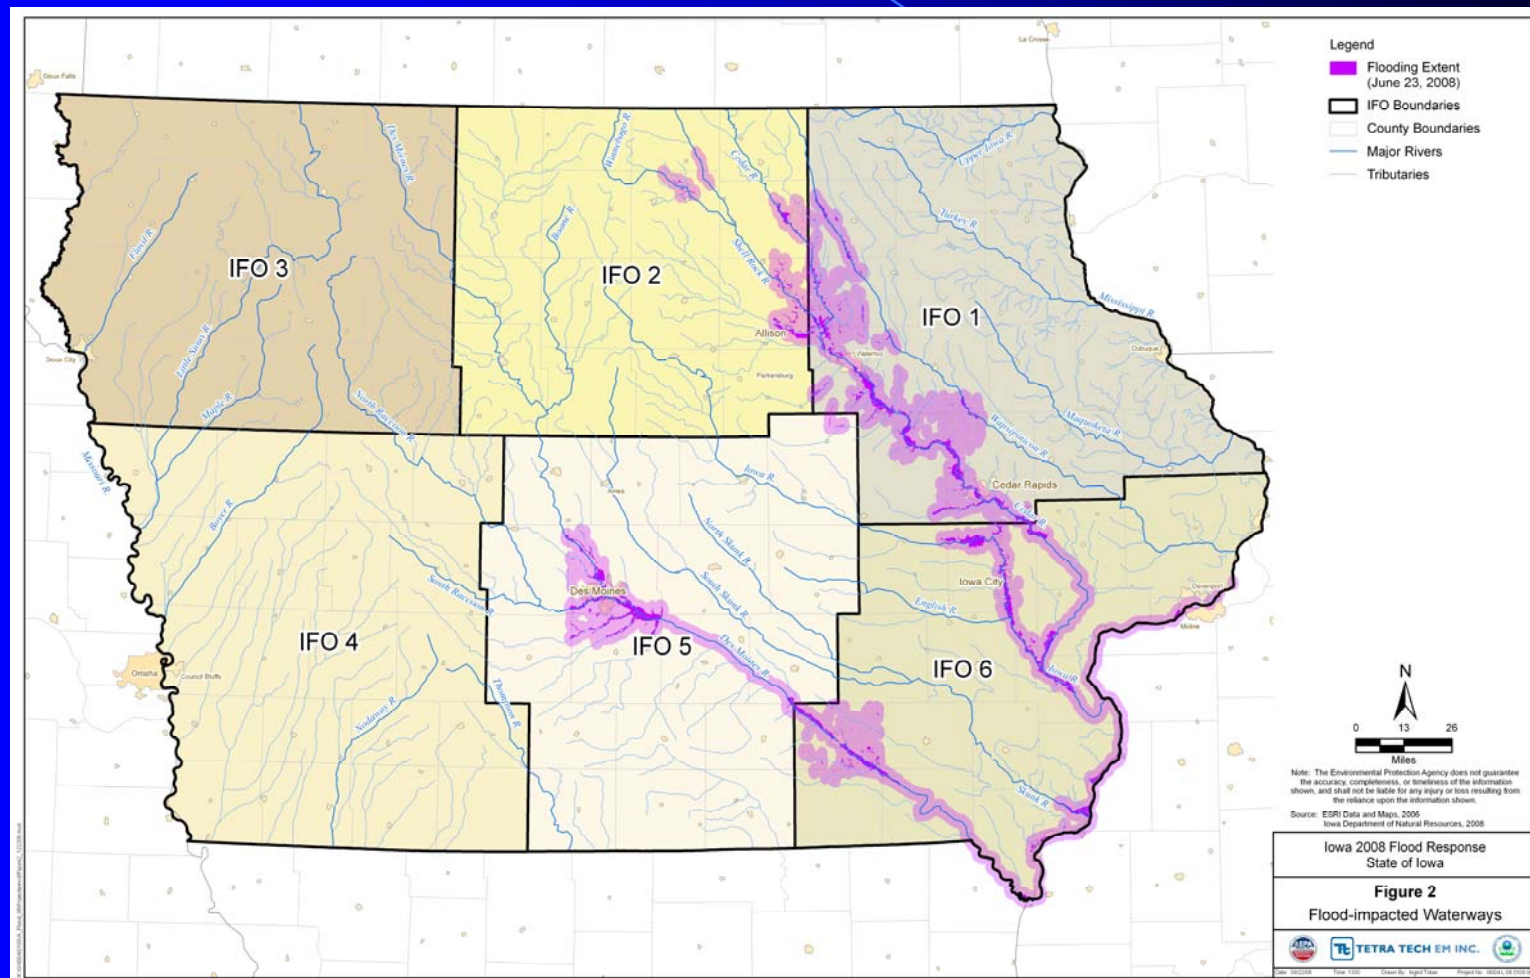 Sioux Falls
La Crosse
Des Moines R.
Winnebago R.
Cedar R.
Upper Iowa R.
Floyd R.
Boone R.
Turkey R.
IFO 3
IFO 2
Shell Rock R.
IFO 1
Mississippi R.
Little Sioux R.
Allison
Waterloo
Dubuque
Sioux City
Parkersburg
Maple R.
North Raccoon R.
Wapsipinicon R.
Maquoketa R.
Missouri R.
Iowa R.
Cedar Rapids
Ames
Boyer R.
North Skunk R.
Cedar R.
South Raccoon R.
Des Moines
South Skunk R.
Iowa City
English R.
Davenport
Moline
IFO 4
IFO 5
Des Moines R.
IFO 6
Iowa R.
Omaha
Council Bluffs
Nodaway R.
Thompson R.
Skunk R.
Legend
Flooding Extent
(June 23, 2008)
IFO Boundaries
County Boundaries
Major Rivers
Tributaries
N
0 13 26
Miles
Note: The Environmental Protection Agency does not guarantee
the accuracy, completeness, or timeliness of the information
shown, and shall not be liable for any injury or loss resulting from
the reliance upon the information shown.
Source: ESRI Data and Maps, 2006
Iowa Department of Natural Resources, 2008
Iowa 2008 Flood Response
State of Iowa
Figure 2
Flood-impacted Waterways
TETRA TECH EM INC.